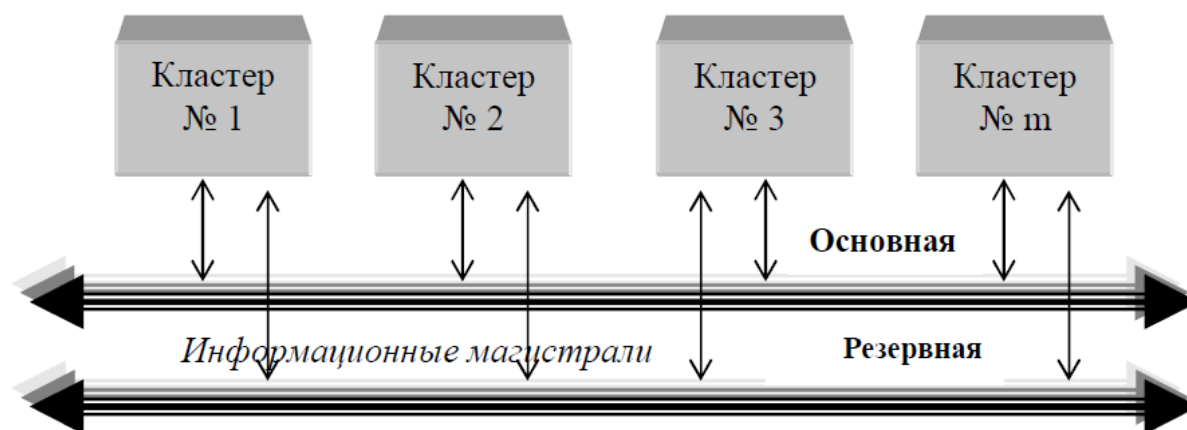 Кластер
№ 1
Кластер
№ 2
Кластер
№ 3
Кластер
№ m
Основная
Информационные магистрали
Резервная